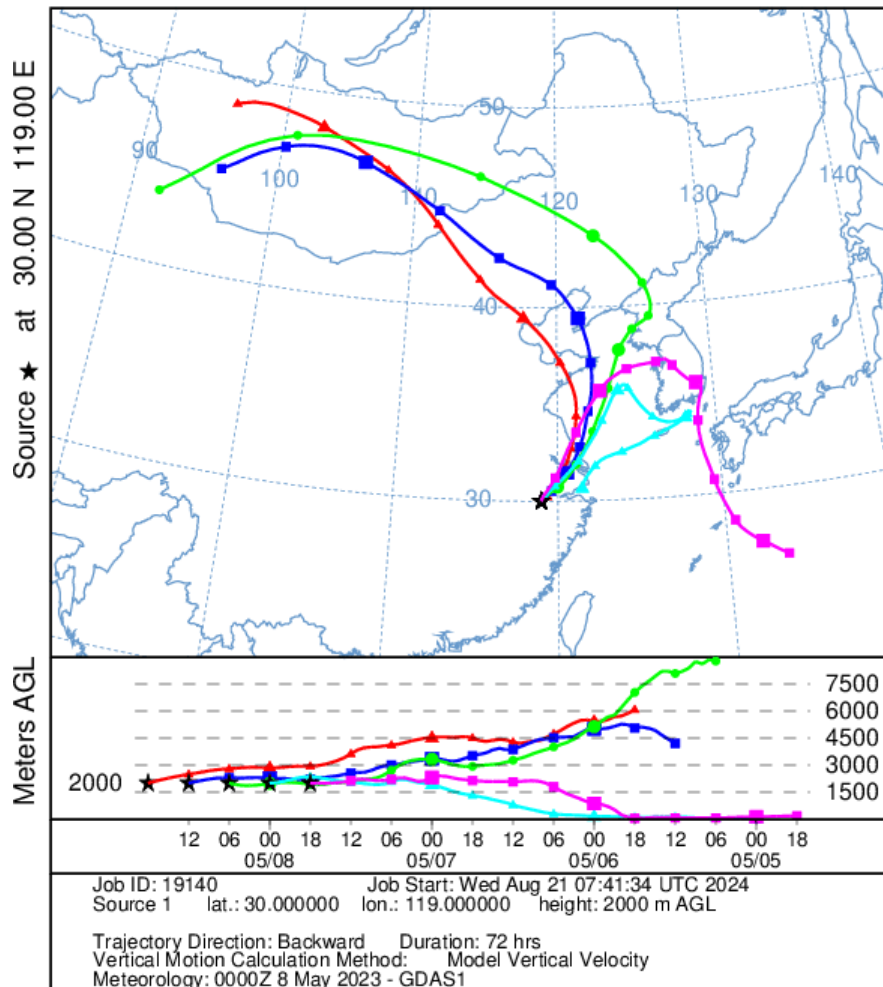 Source ★ at 30.00 N 119.00 E
50
90
140
100
130
110
120
40
30
Meters AGL
7500
6000
4500
3000
2000
1500
12 06 00 18 12 06 00 18 12 06 00 18 12 06 00 18
05/08 05/07 05/06 05/05
Job ID: 19140 Job Start: Wed Aug 21 07:41:34 UTC 2024
Source 1 lat.: 30.000000 lon.: 119.000000 height: 2000 m AGL
Trajectory Direction: Backward Duration: 72 hrs
Vertical Motion Calculation Method: Model Vertical Velocity
Meteorology: 0000Z 8 May 2023 - GDAS1